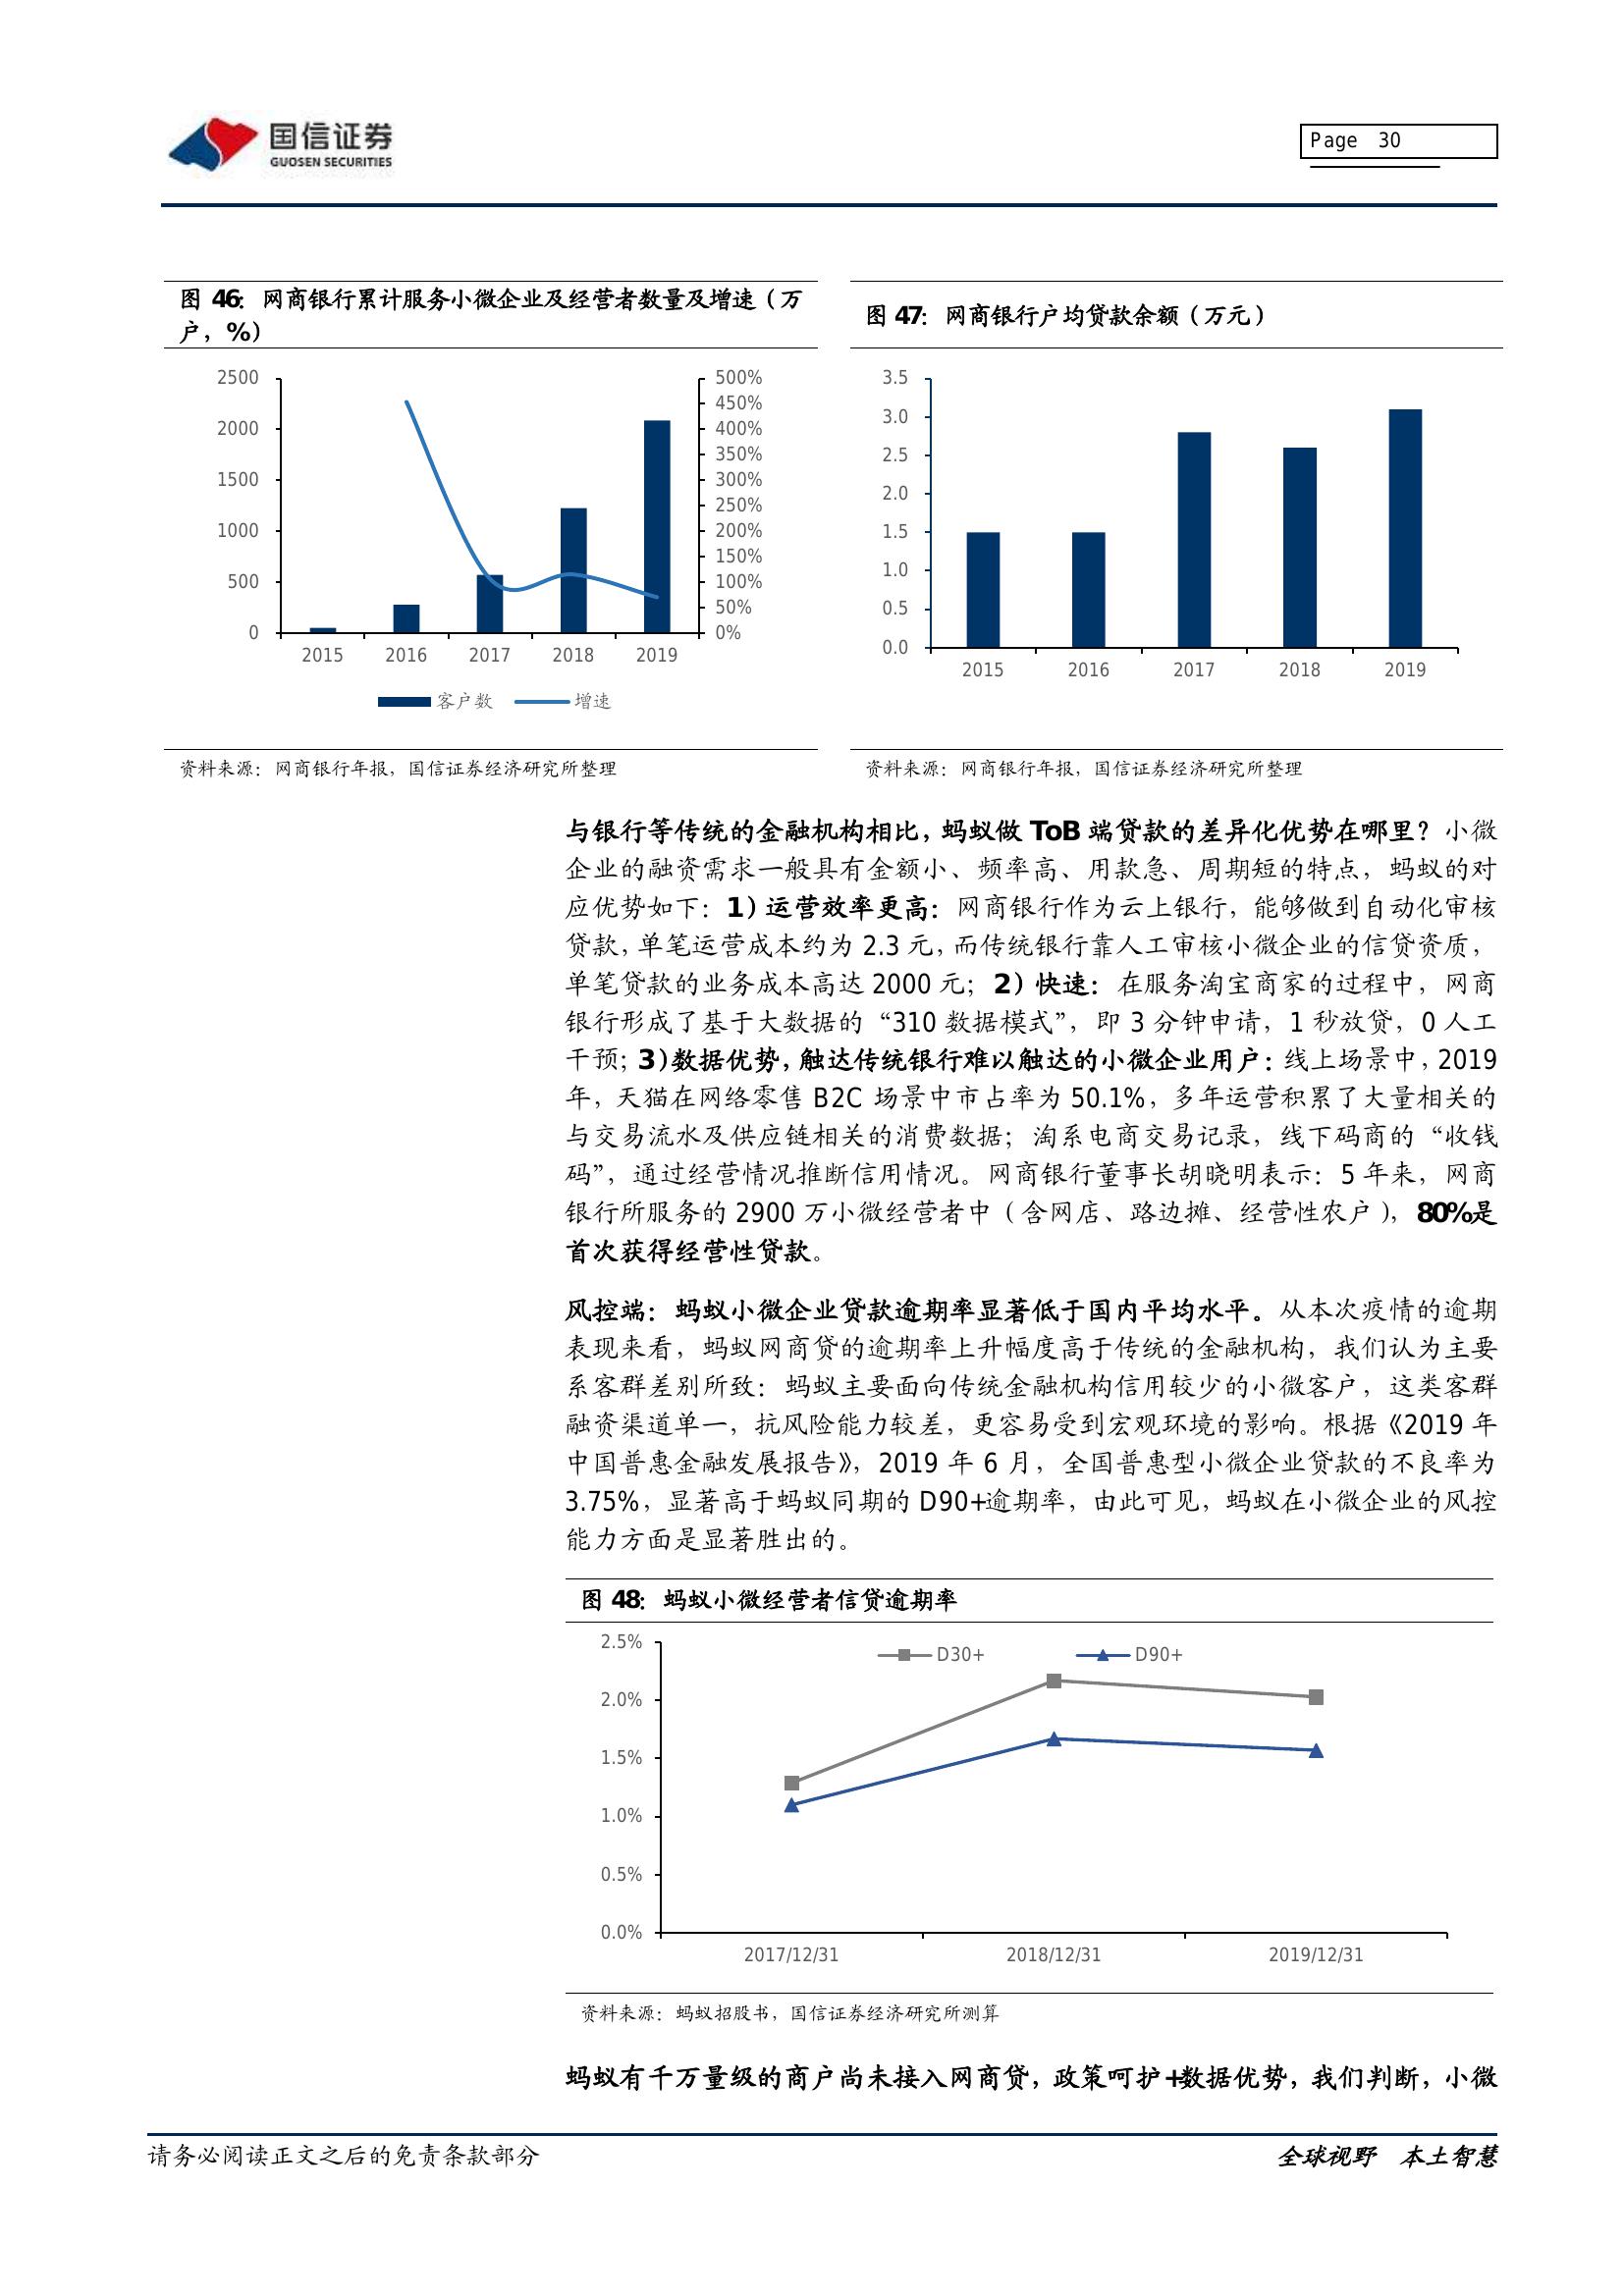 国信证券
GUOSEN SECURITIES
Page 30
图 46：网商银行累计服务小微企业及经营者数量及增速（万
户，%）
2500
2000
1500
1000
500
0
500%
450%
400%
350%
300%
250%
200%
150%
100%
50%
0%
2015 2016 2017 2018 2019
客户数 增速
资料来源：网商银行年报，国信证券经济研究所整理
图 47：网商银行户均贷款余额（万元）
3.5
3.0
2.5
2.0
1.5
1.0
0.5
0.0
2015 2016 2017 2018 2019
资料来源：网商银行年报，国信证券经济研究所整理
与银行等传统的金融机构相比，蚂蚁做 ToB 端贷款的差异化优势在哪里？小微
企业的融资需求一般具有金额小、频率高、用款急、周期短的特点，蚂蚁的对
应优势如下：1）运营效率更高：网商银行作为云上银行，能够做到自动化审核
贷款，单笔运营成本约为 2.3 元，而传统银行靠人工审核小微企业的信贷资质，
单笔贷款的业务成本高达 2000 元；2）快速：在服务淘宝商家的过程中，网商
银行形成了基于大数据的“310 数据模式”，即 3 分钟申请，1 秒放贷，0 人工
干预；3）数据优势，触达传统银行难以触达的小微企业用户：线上场景中，2019
年，天猫在网络零售 B2C 场景中市占率为 50.1%，多年运营积累了大量相关的
与交易流水及供应链相关的消费数据；淘系电商交易记录，线下码商的“收钱
码”，通过经营情况推断信用情况。网商银行董事长胡晓明表示：5 年来，网商
银行所服务的 2900 万小微经营者中（含网店、路边摊、经营性农户），80%是
首次获得经营性贷款。
风控端：蚂蚁小微企业贷款逾期率显著低于国内平均水平。从本次疫情的逾期
表现来看，蚂蚁网商贷的逾期率上升幅度高于传统的金融机构，我们认为主要
系客群差别所致：蚂蚁主要面向传统金融机构信用较少的小微客户，这类客群
融资渠道单一，抗风险能力较差，更容易受到宏观环境的影响。根据《2019 年
中国普惠金融发展报告》，2019 年 6 月，全国普惠型小微企业贷款的不良率为
3.75%，显著高于蚂蚁同期的 D90+逾期率，由此可见，蚂蚁在小微企业的风控
能力方面是显著胜出的。
图 48：蚂蚁小微经营者信贷逾期率
D30+ D90+
2.5%
2.0%
1.5%
1.0%
0.5%
0.0%
2017/12/31 2018/12/31 2019/12/31
资料来源：蚂蚁招股书，国信证券经济研究所测算
蚂蚁有千万量级的商户尚未接入网商贷，政策呵护+数据优势，我们判断，小微
请务必阅读正文之后的免责条款部分
全球视野 本土智慧